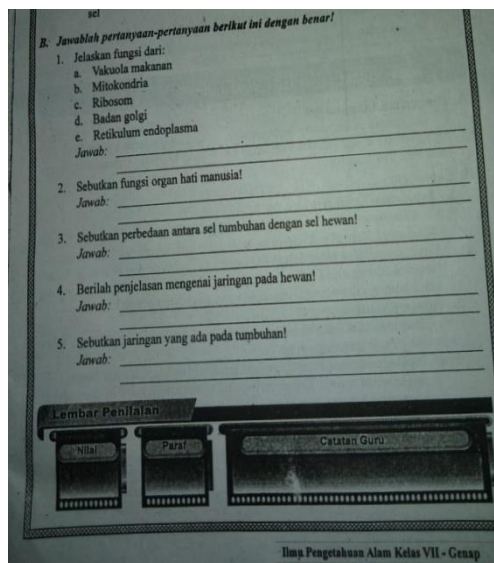 sel
B. Jawablah pertanyaan-pertanyaan berikut ini dengan benar!
1. Jelaskan fungsi dari:
a. Vakuola makanan
b. Mitokondria
c. Ribosom
d. Badan golgi
e. Retikulum endoplasma
Jawab:
2. Sebutkan fungsi organ hati manusia!
Jawab:
3. Sebutkan perbedaan antara sel tumbuhan dengan sel hewan!
Jawab:
4. Berilah penjelasan mengenai jaringan pada hewan!
Jawab:
5. Sebutkan jaringan yang ada pada tumbuhan!
Jawab:
Lembar Penilaian
Nilai Paraf Catatan Guru
Ilmu Pengetahuan Alam Kelas VII - Genap